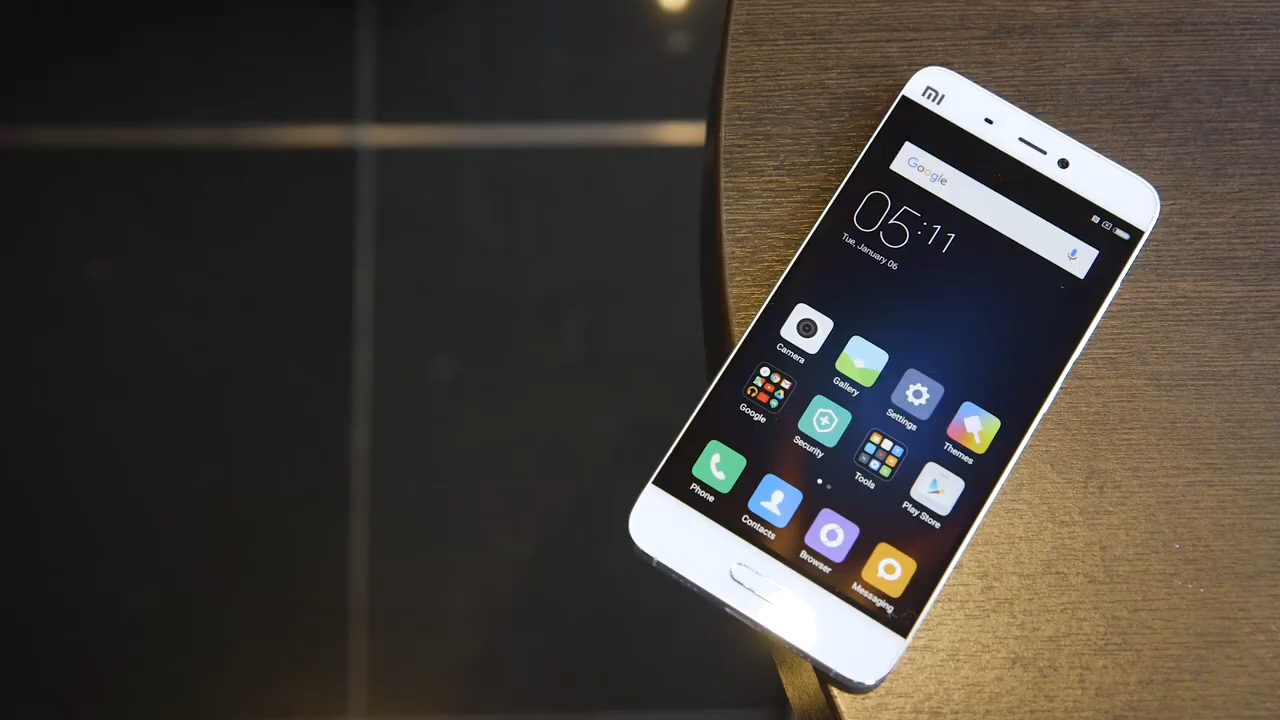 MI
Google
05:11
Tue, January 06
Camera
Gallery
Settings
Themes
Google
Security
Tools
Play Store
Phone
Contacts
Browser
Messaging